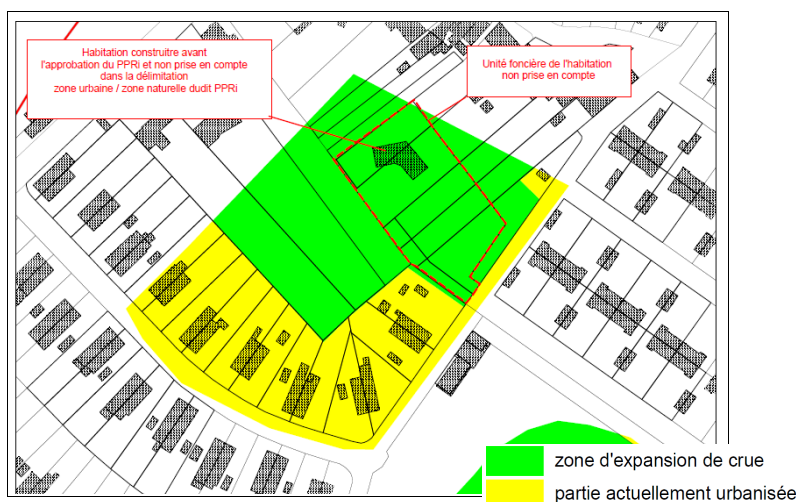 Habitation construitre avant
l'approbation du PPRi et non prise en compte
dans la délimitation
zone urbaine / zone naturelle dudit PPRi
Unité foncière de l'habitation
non prise en compte
zone d'expansion de crue
partie actuellement urbanisée